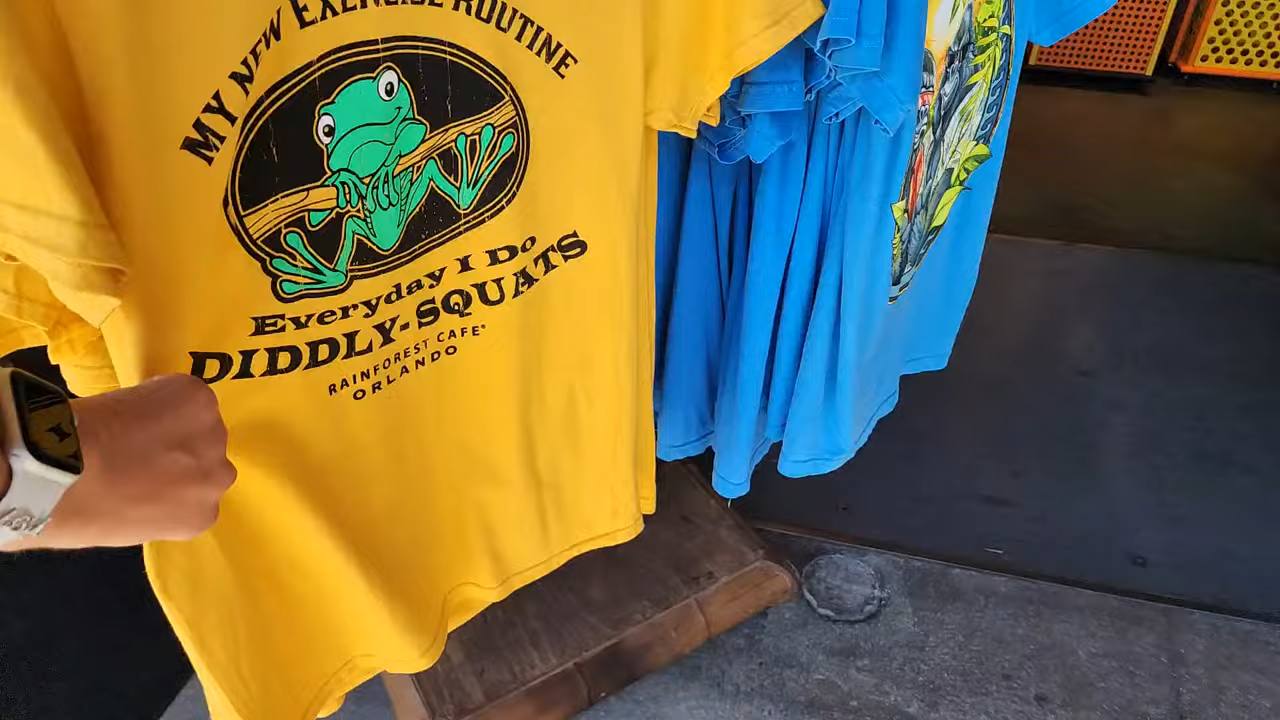 MY NEW EXERCISE ROUTINE
Everyday I Do
DIDDLY-SQUATS
RAINFOREST CAFE®
ORLANDO